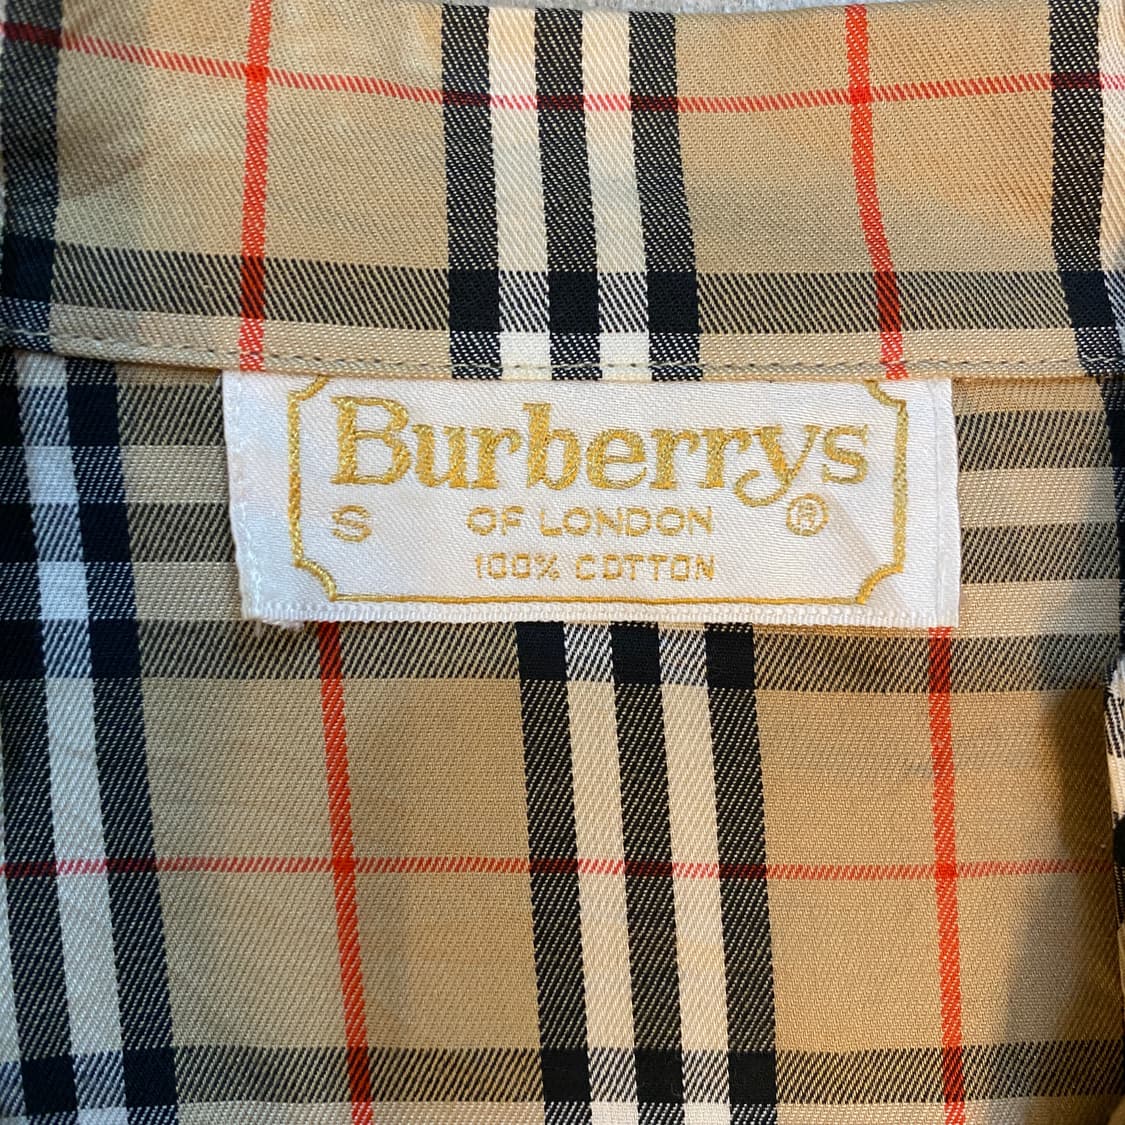 Burberrys
S OF LONDON ®
100% COTTON